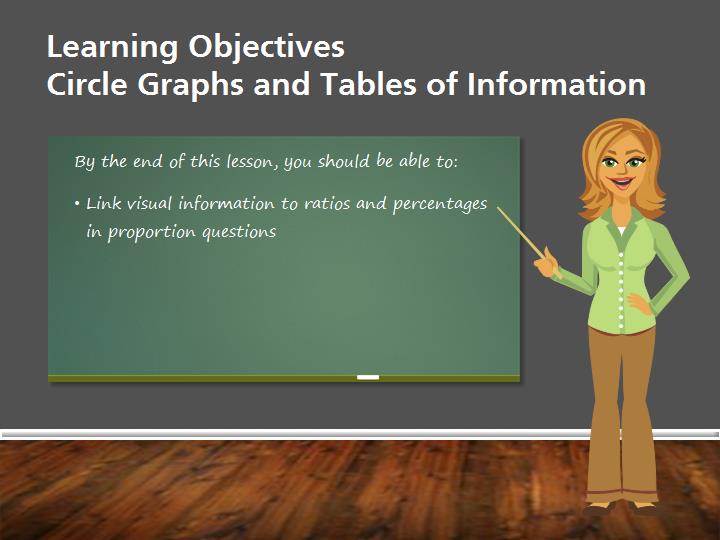 Learning Objectives
Circle Graphs and Tables of Information
By the end of this lesson, you should be able to:
• Link visual information to ratios and percentages
in proportion questions